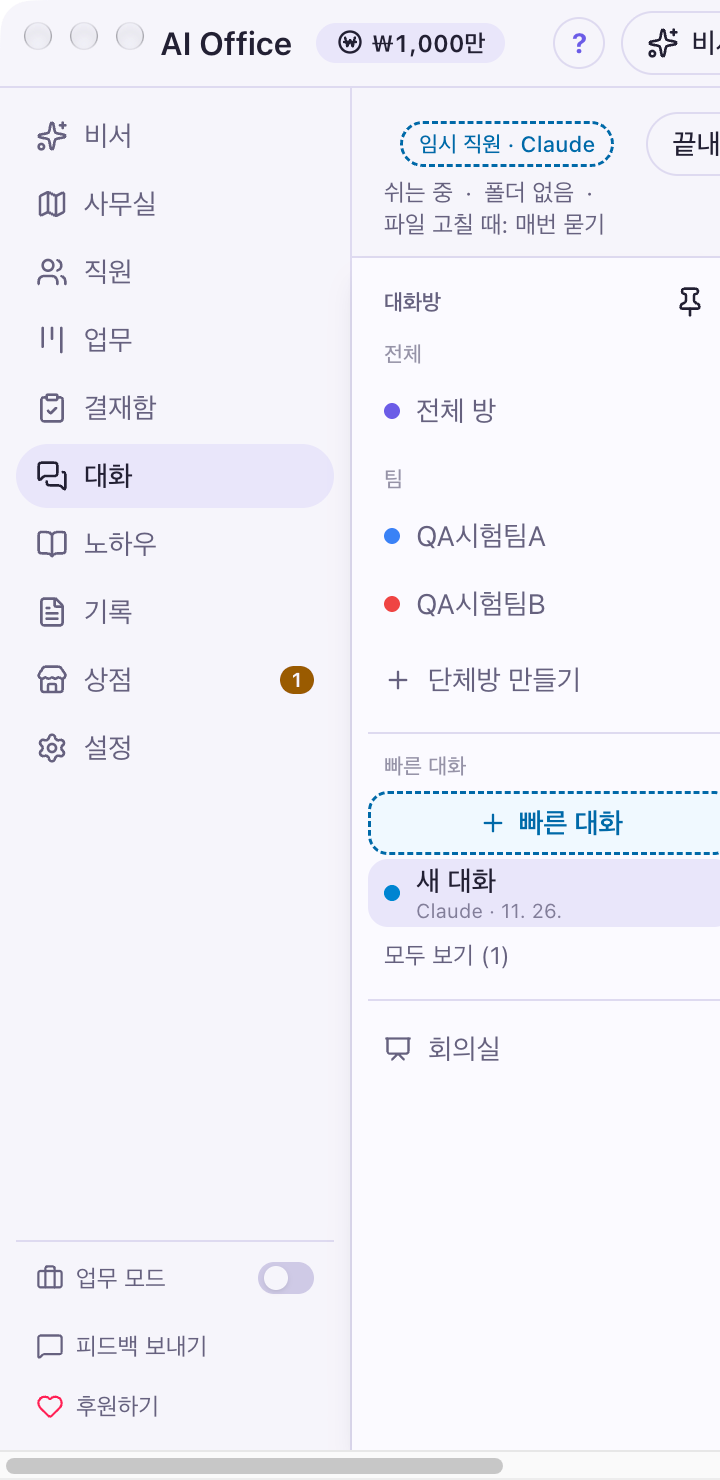 AI Office
₩1,000만
?
비서
사무실
직원
업무
결재함
대화
노하우
기록
상점
1
설정
업무 모드
피드백 보내기
후원하기
임시 직원 · Claude
끝내
쉬는 중 · 폴더 없음 ·
파일 고칠 때: 매번 묻기
대화방
전체
전체 방
팀
QA시험팀A
QA시험팀B
+ 단체방 만들기
빠른 대화
+ 빠른 대화
새 대화
Claude · 11. 26.
모두 보기 (1)
회의실